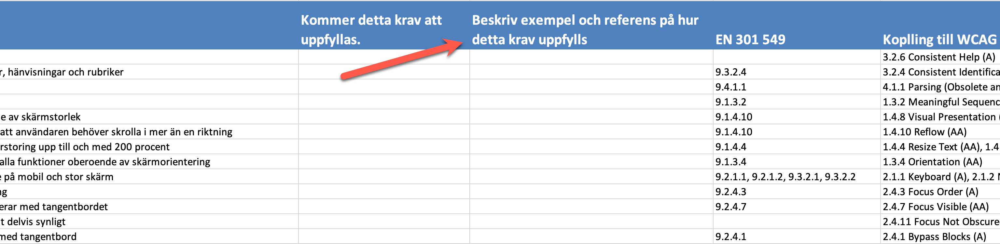 Kommer detta krav att
uppfyllas.
Beskriv exempel och referens på hur
detta krav uppfylls
EN 301 549
Koplling till WCAG
3.2.6 Consistent Help (A)
r, hänvisningar och rubriker 9.3.2.4 3.2.4 Consistent Identifica
9.4.1.1 4.1.1 Parsing (Obsolete an
9.1.3.2 1.3.2 Meaningful Sequenc
e av skärmstorlek 9.1.4.10 1.4.8 Visual Presentation (
att användaren behöver skrolla i mer än en riktning 9.1.4.10 1.4.10 Reflow (AA)
rstoring upp till och med 200 procent 9.1.4.4 1.4.4 Resize Text (AA), 1.4
alla funktioner oberoende av skärmorientering 9.1.3.4 1.3.4 Orientation (AA)
e på mobil och stor skärm 9.2.1.1, 9.2.1.2, 9.3.2.1, 9.3.2.2 2.1.1 Keyboard (A), 2.1.2 N
ng 9.2.4.3 2.4.3 Focus Order (A)
erar med tangentbordet 9.2.4.7 2.4.7 Focus Visible (AA)
t delvis synligt 2.4.11 Focus Not Obscure
med tangentbord 9.2.4.1 2.4.1 Bypass Blocks (A)